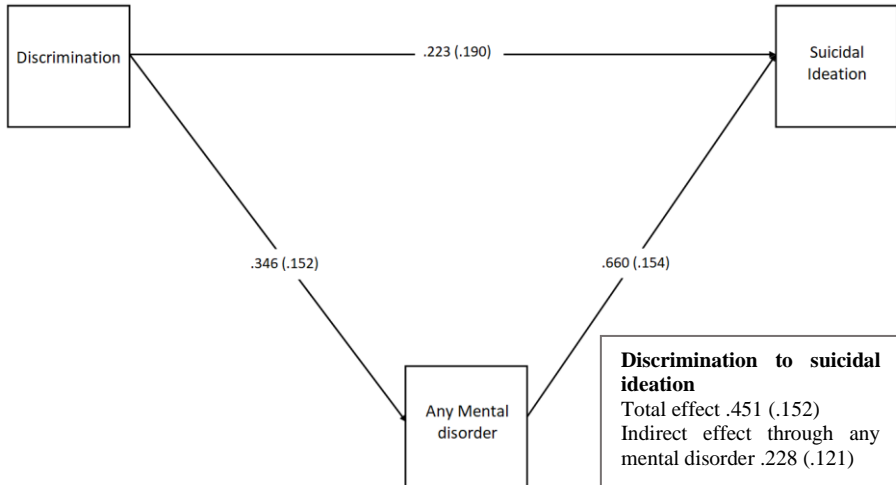 Discrimination
.223 (.190)
Suicidal
Ideation
.346 (.152)
.660 (.154)
Any Mental
disorder
Discrimination to suicidal
ideation
Total effect .451 (.152)
Indirect effect through any
mental disorder .228 (.121)